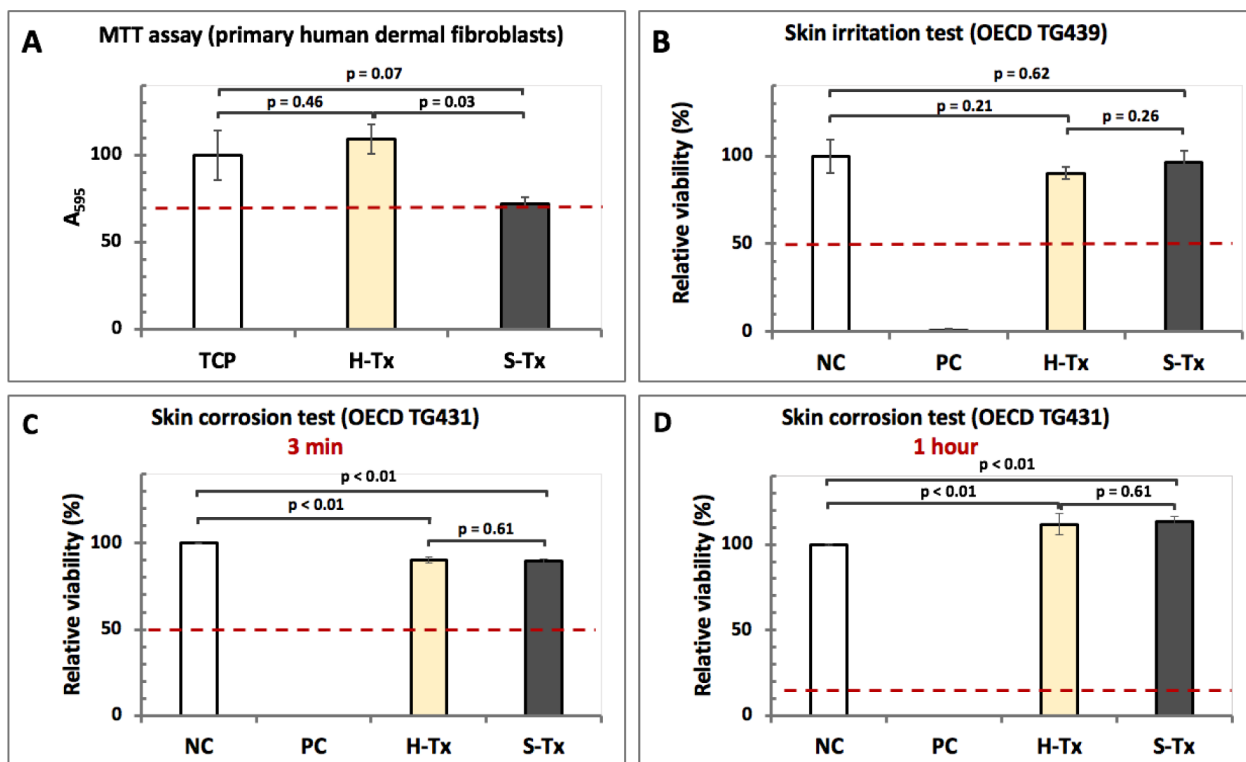 A
MTT assay (primary human dermal fibroblasts)
p = 0.07
p = 0.46
p = 0.03
A595
100
50
0
TCP
H-Tx
S-Tx
B
Skin irritation test (OECD TG439)
p = 0.62
p = 0.21
p = 0.26
Relative viability (%)
100
50
0
NC
PC
H-Tx
S-Tx
C
Skin corrosion test (OECD TG431)
3 min
p < 0.01
p < 0.01
p = 0.61
Relative viability (%)
100
50
0
NC
PC
H-Tx
S-Tx
D
Skin corrosion test (OECD TG431)
1 hour
p < 0.01
p < 0.01
p = 0.61
Relative viability (%)
100
50
0
NC
PC
H-Tx
S-Tx